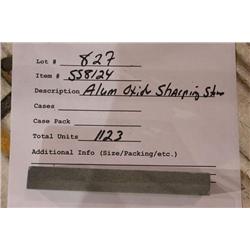 Lot # 827
Item # 558124
Description Alum Oxide Sharping Stone
Cases
Case Pack
Total Units 1123
Additional Info (Size/Packing/etc.)